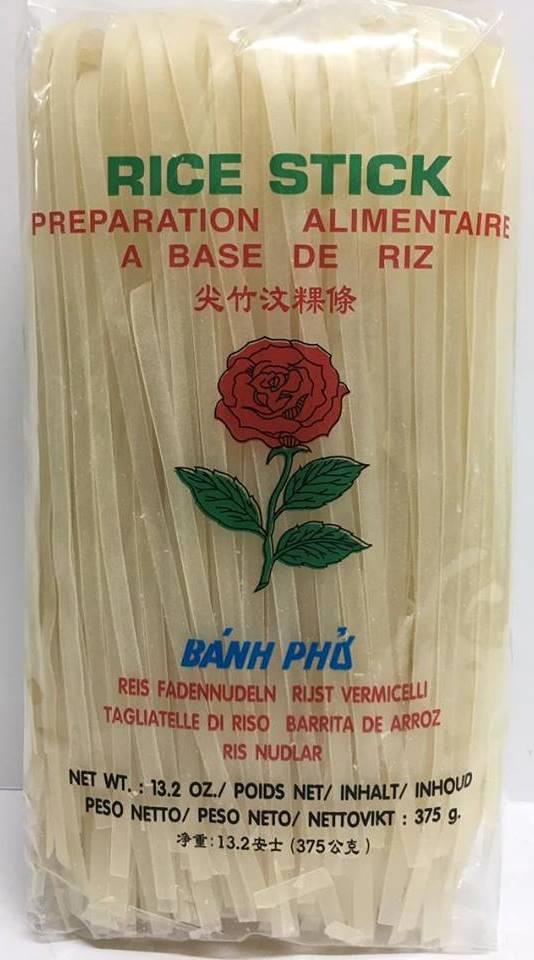 RICE STICK
PREPARATION ALIMENTAIRE
A BASE DE RIZ
尖竹汶粿條
BÁNH PHỞ
REIS FADENNUDELN RIJST VERMICELLI
TAGLIATELLE DI RISO BARRITA DE ARROZ
RIS NUDLAR
NET WT. : 13.2 OZ./ POIDS NET/ INHALT/ INHOUD
PESO NETTO/ PESO NETO/ NETTOVIKT : 375 g.
净重:13.2安士 (375公克)